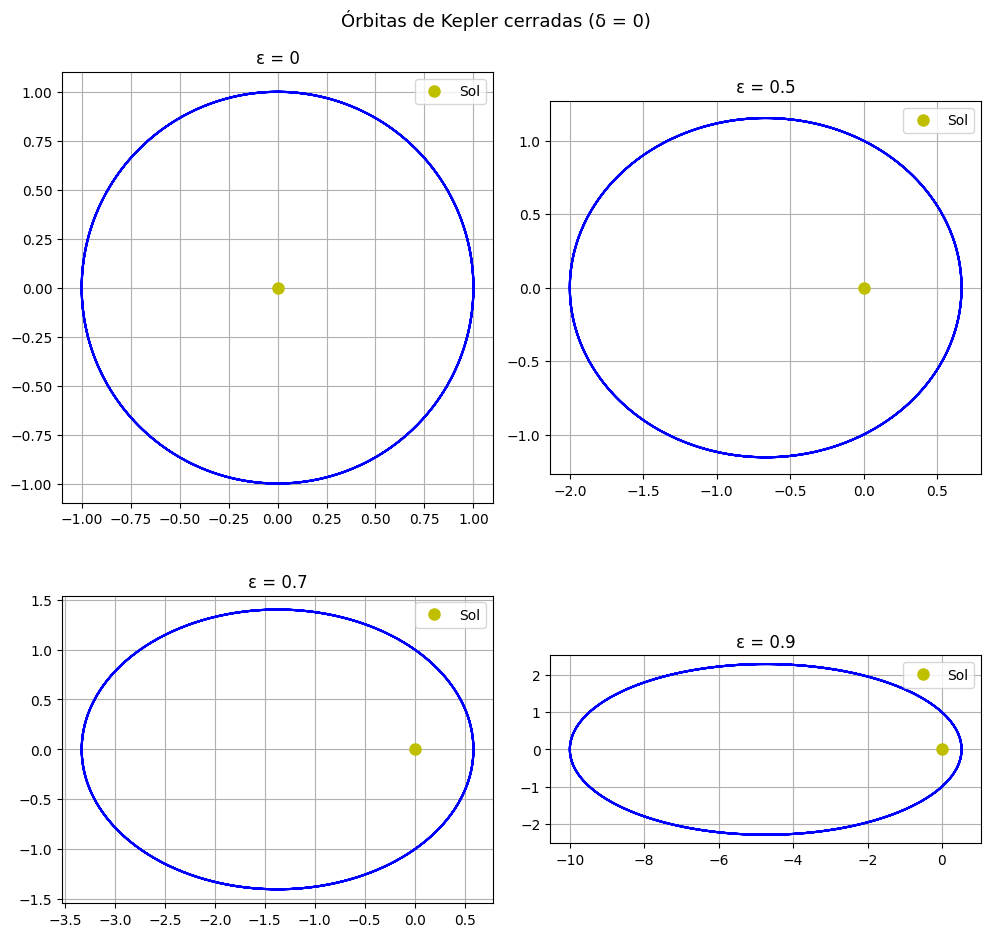 Órbitas de Kepler cerradas (δ = 0)
ε = 0
Sol
1.00
0.75
0.50
0.25
0.00
−0.25
−0.50
−0.75
−1.00
−1.00 −0.75 −0.50 −0.25 0.00 0.25 0.50 0.75 1.00
ε = 0.5
Sol
1.0
0.5
0.0
−0.5
−1.0
−2.0 −1.5 −1.0 −0.5 0.0 0.5
ε = 0.7
Sol
1.5
1.0
0.5
0.0
−0.5
−1.0
−1.5
−3.5 −3.0 −2.5 −2.0 −1.5 −1.0 −0.5 0.0 0.5
ε = 0.9
Sol
2
1
0
−1
−2
−10 −8 −6 −4 −2 0